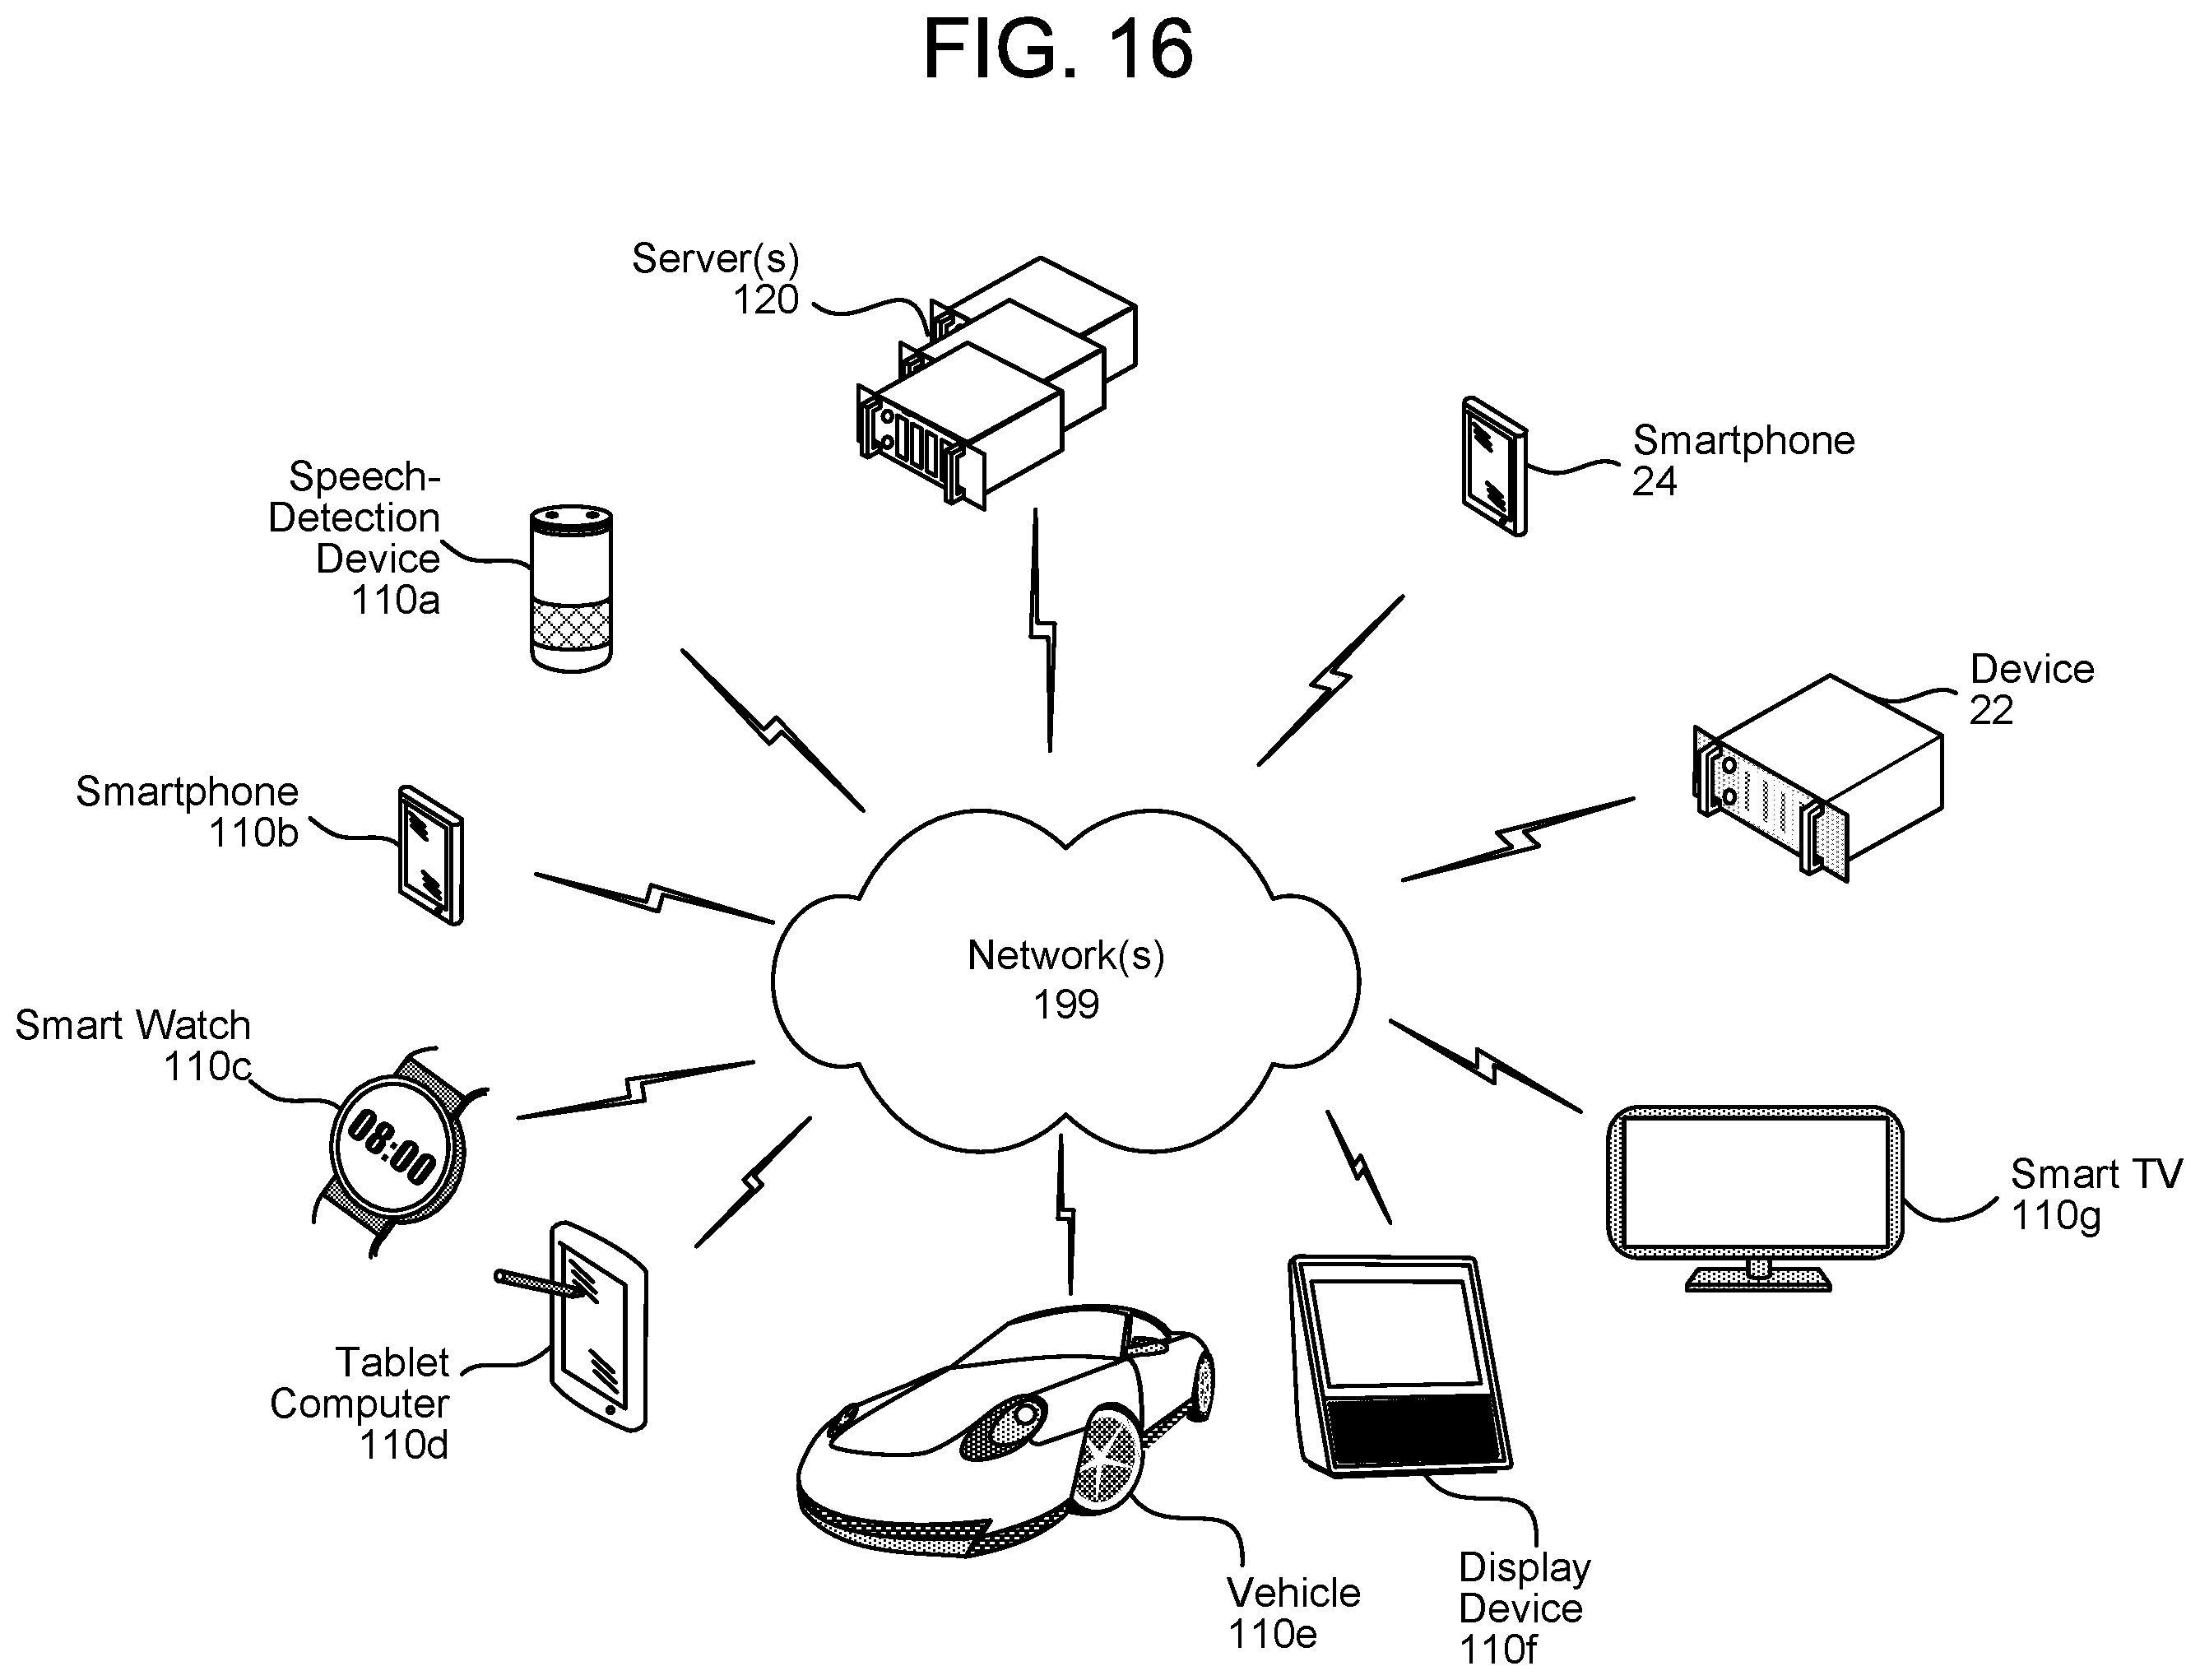 FIG. 16
Server(s)
120
Smartphone
24
Speech-
Detection
Device
110a
Device
22
Smartphone
110b
Network(s)
199
Smart Watch
110c
08:00
Smart TV
110g
Tablet
Computer
110d
Vehicle
110e
Display
Device
110f